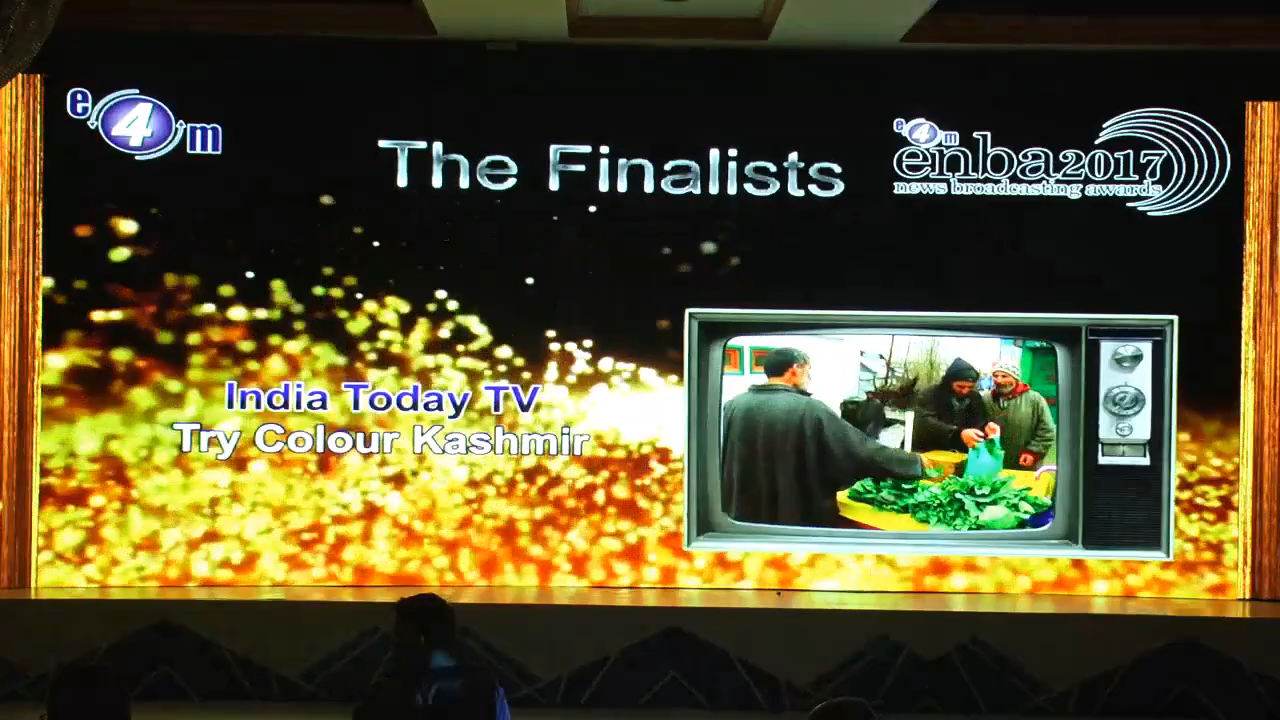 e4m
The Finalists
e4m
enba2017
news broadcasting awards
India Today TV
Try Colour Kashmir